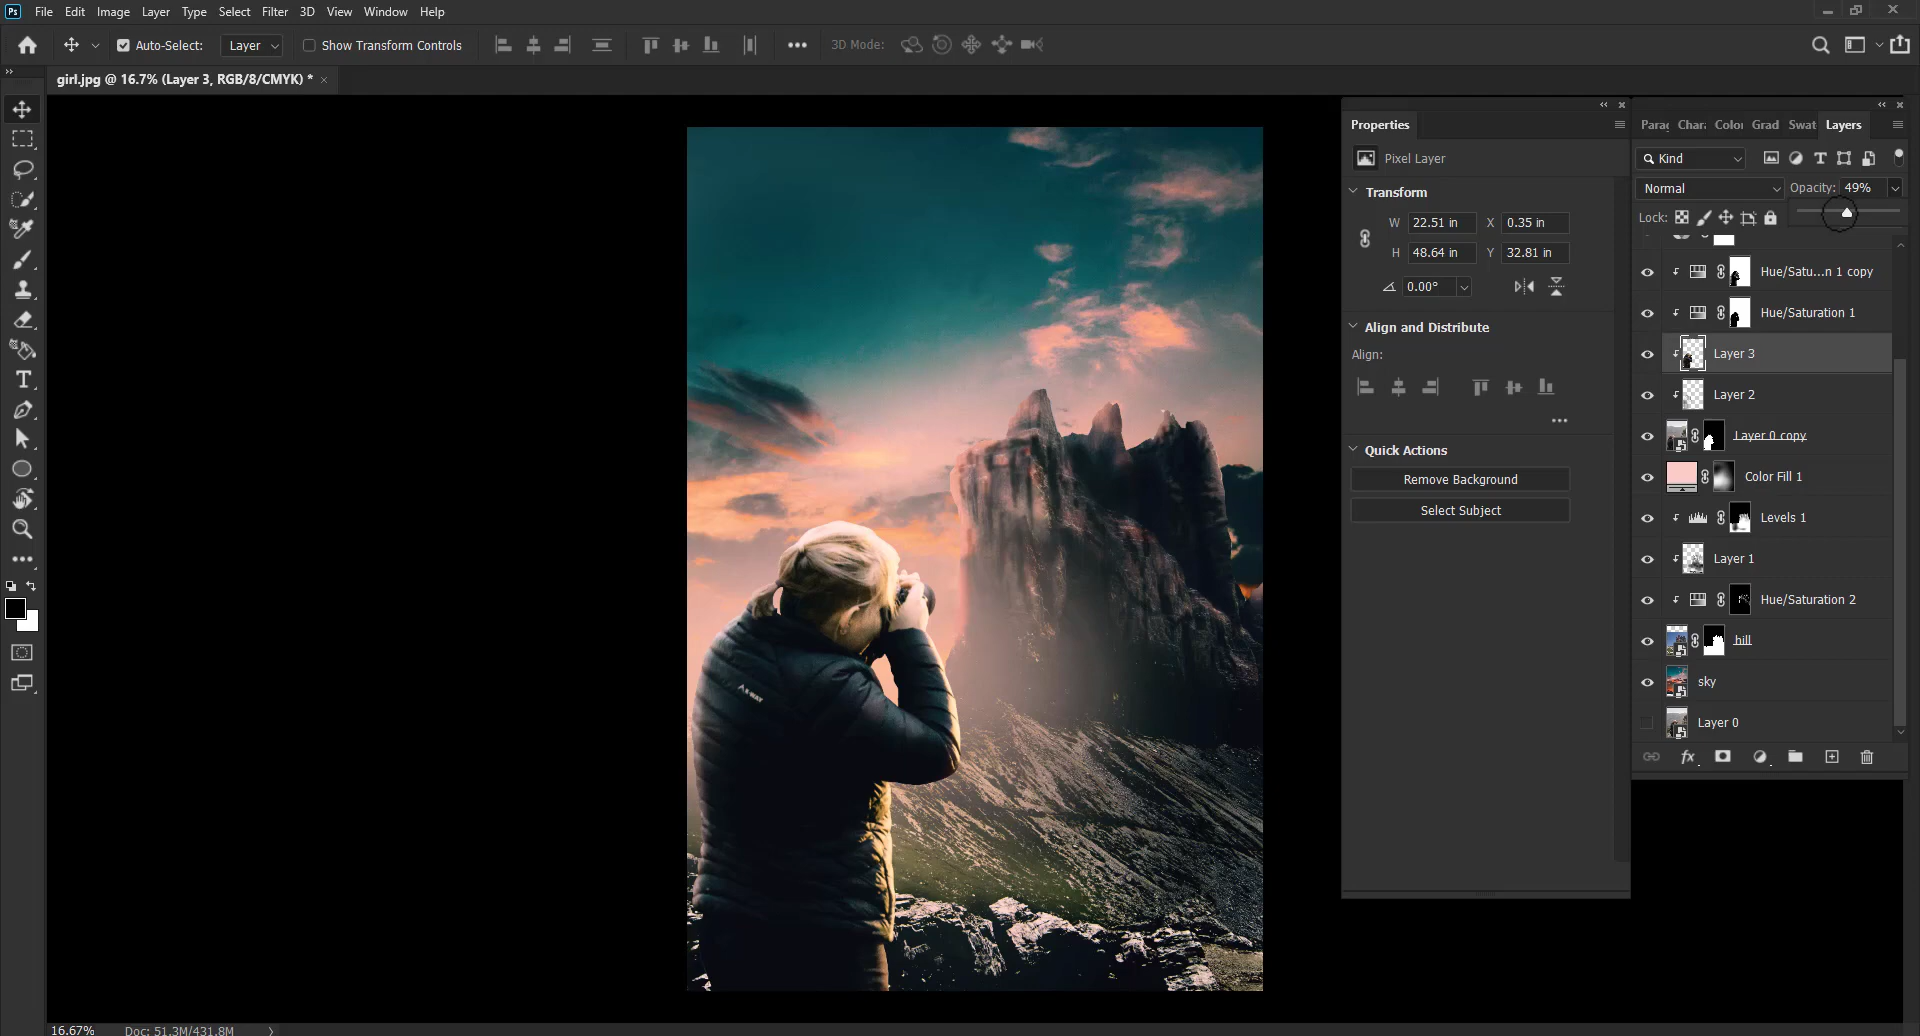 Ps File Edit Image Layer Type Select Filter 3D View Window Help
Auto-Select: Layer Show Transform Controls 3D Mode:
girl.jpg @ 16.7% (Layer 3, RGB/8/CMYK) *
Properties
Pixel Layer
Transform
W 22.51 in X 0.35 in
H 48.64 in Y 32.81 in
0.00°
Align and Distribute
Align:
Quick Actions
Remove Background
Select Subject
Parag Chara Color Grad Swat Layers
Kind
Normal Opacity: 49%
Lock:
Hue/Satu...n 1 copy
Hue/Saturation 1
Layer 3
Layer 2
Layer 0 copy
Color Fill 1
Levels 1
Layer 1
Hue/Saturation 2
hill
sky
Layer 0
fx
16.67% Doc: 51.3M/431.8M